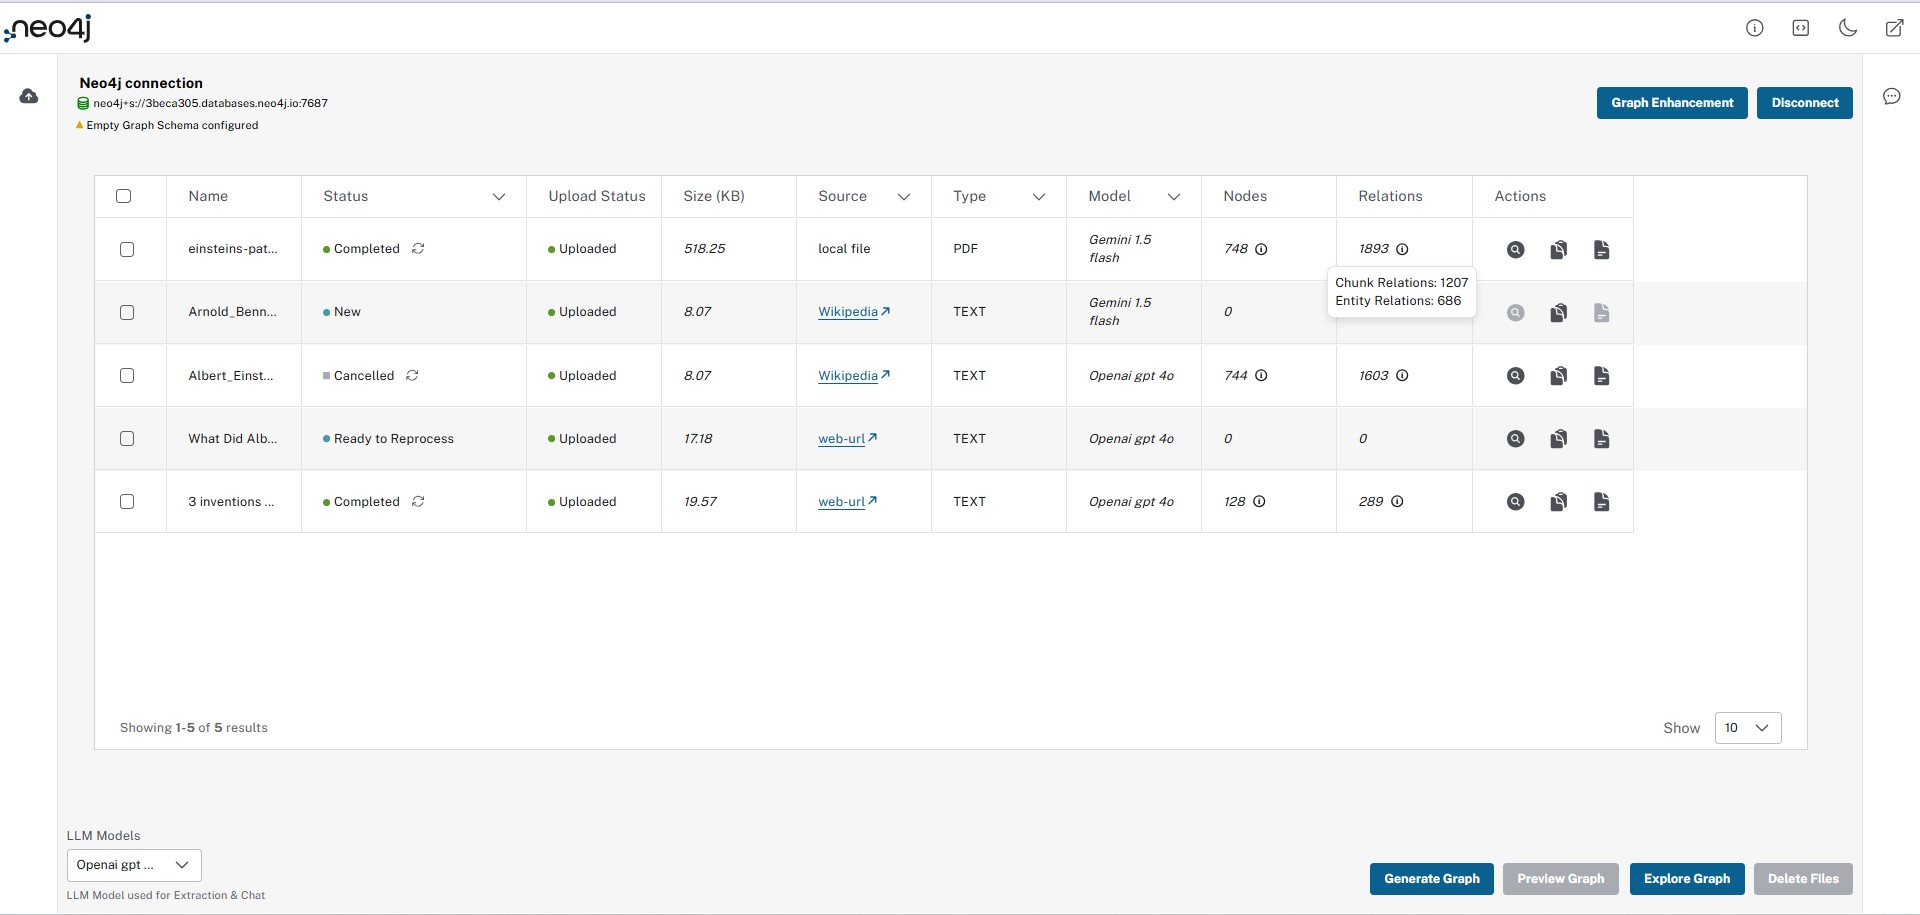 neo4j
Neo4j connection
neo4j+s://3beca305.databases.neo4j.io:7687
Empty Graph Schema configured
Graph Enhancement
Disconnect
Name Status Upload Status Size (KB) Source Type Model Nodes Relations Actions
einsteins-pat... Completed Uploaded 518.25 local file PDF Gemini 1.5 flash 748 1893
Chunk Relations: 1207
Entity Relations: 686
Arnold_Benn... New Uploaded 8.07 Wikipedia TEXT Gemini 1.5 flash 0
Albert_Einst... Cancelled Uploaded 8.07 Wikipedia TEXT Openai gpt 4o 744 1603
What Did Alb... Ready to Reprocess Uploaded 17.18 web-url TEXT Openai gpt 4o 0 0
3 inventions ... Completed Uploaded 19.57 web-url TEXT Openai gpt 4o 128 289
Showing 1-5 of 5 results
Show 10
LLM Models
Openai gpt ...
LLM Model used for Extraction & Chat
Generate Graph
Preview Graph
Explore Graph
Delete Files